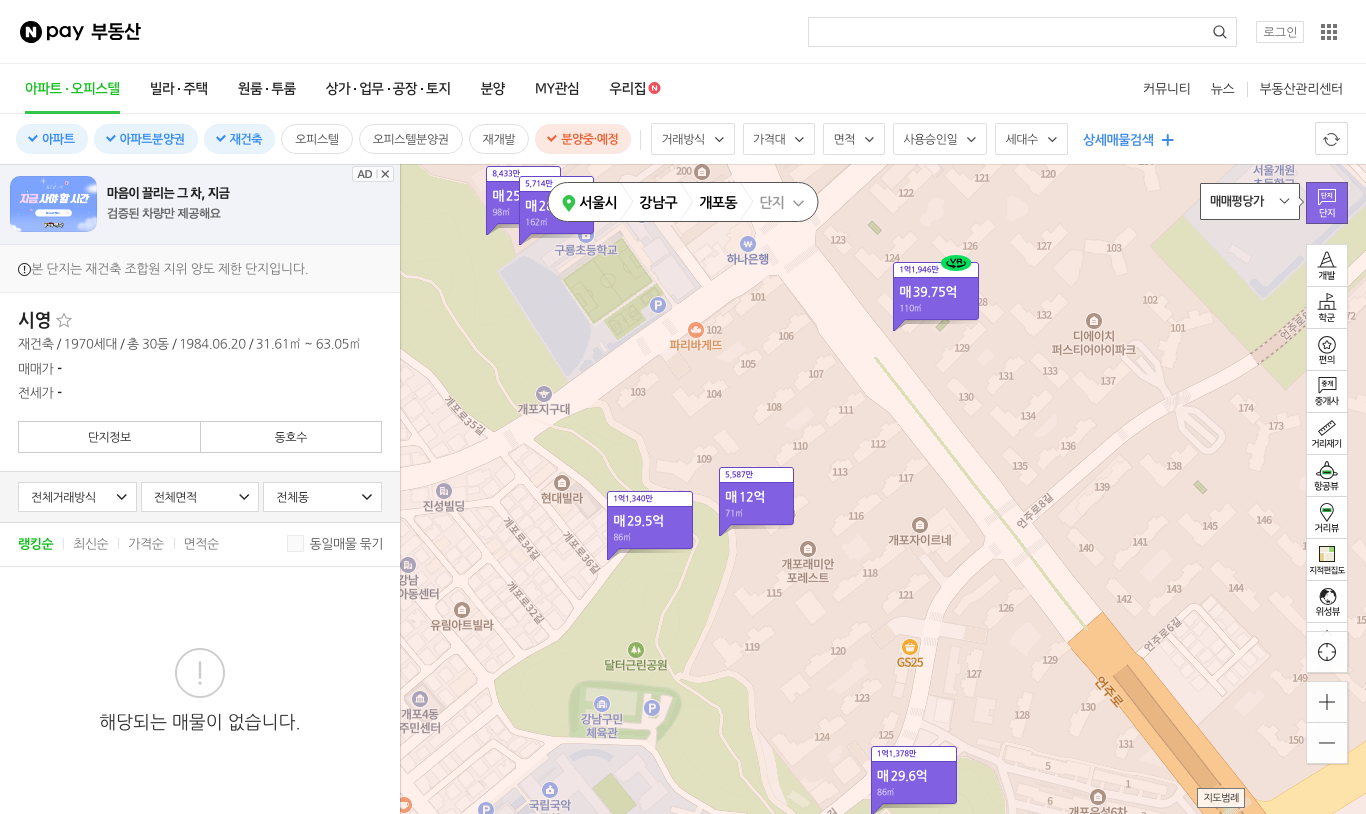 N pay 부동산
로그인
아파트·오피스텔
빌라·주택
원룸·투룸
상가·업무·공장·토지
분양
MY관심
우리집 N
커뮤니티
뉴스
부동산관리센터
아파트
아파트분양권
재건축
오피스텔
오피스텔분양권
재개발
분양중·예정
거래방식
가격대
면적
사용승인일
세대수
상세매물검색
지금 사야 할 시간
마음이 끌리는 그 차, 지금
검증된 차량만 제공해요
AD
본 단지는 재건축 조합원 지위 양도 제한 단지입니다.
시영
재건축 / 1970세대 / 총 30동 / 1984.06.20 / 31.61㎡ ~ 63.05㎡
매매가 -
전세가 -
단지정보
동호수
전체거래방식
전체면적
전체동
랭킹순
최신순
가격순
면적순
동일매물 묶기
해당되는 매물이 없습니다.
서울시
강남구
개포동
단지
매매평당가
단지
단지
개발
학군
편의
중개
중개사
거리재기
항공뷰
거리뷰
지적편집도
위성뷰
지도범례
8,433만
매25
98㎡
5,714만
매2
162㎡
1억1,946만
VR
매39.75억
110㎡
5,587만
매12억
71㎡
1억1,340만
매29.5억
86㎡
1억1,378만
매29.6억
86㎡
200
구룡초등학교
하나은행
P
101
102
파리바게뜨
105
106
107
103
104
108
111
109
110
112
113
개포지구대
개포로35길
현대빌라
진성빌딩
개포로34길
개포로36길
개포로32길
강남
유림아트빌라
달터근린공원
개포4동
주민센터
강남구민
체육관
P
국립국악
P
122
121
123
124
126
127
103
128
132
129
130
131
133
102
101
디에이치
퍼스티어아이파크
서울개원
초등학교
137
134
136
135
138
139
174
173
언주로8길
145
146
140
141
142
143
144
147
언주로6길
언주로
117
116
개포자이르네
개포래미안
포레스트
118
115
121
126
119
120
GS25
127
129
122
123
124
125
128
130
131
5
1
150
개포우성6차